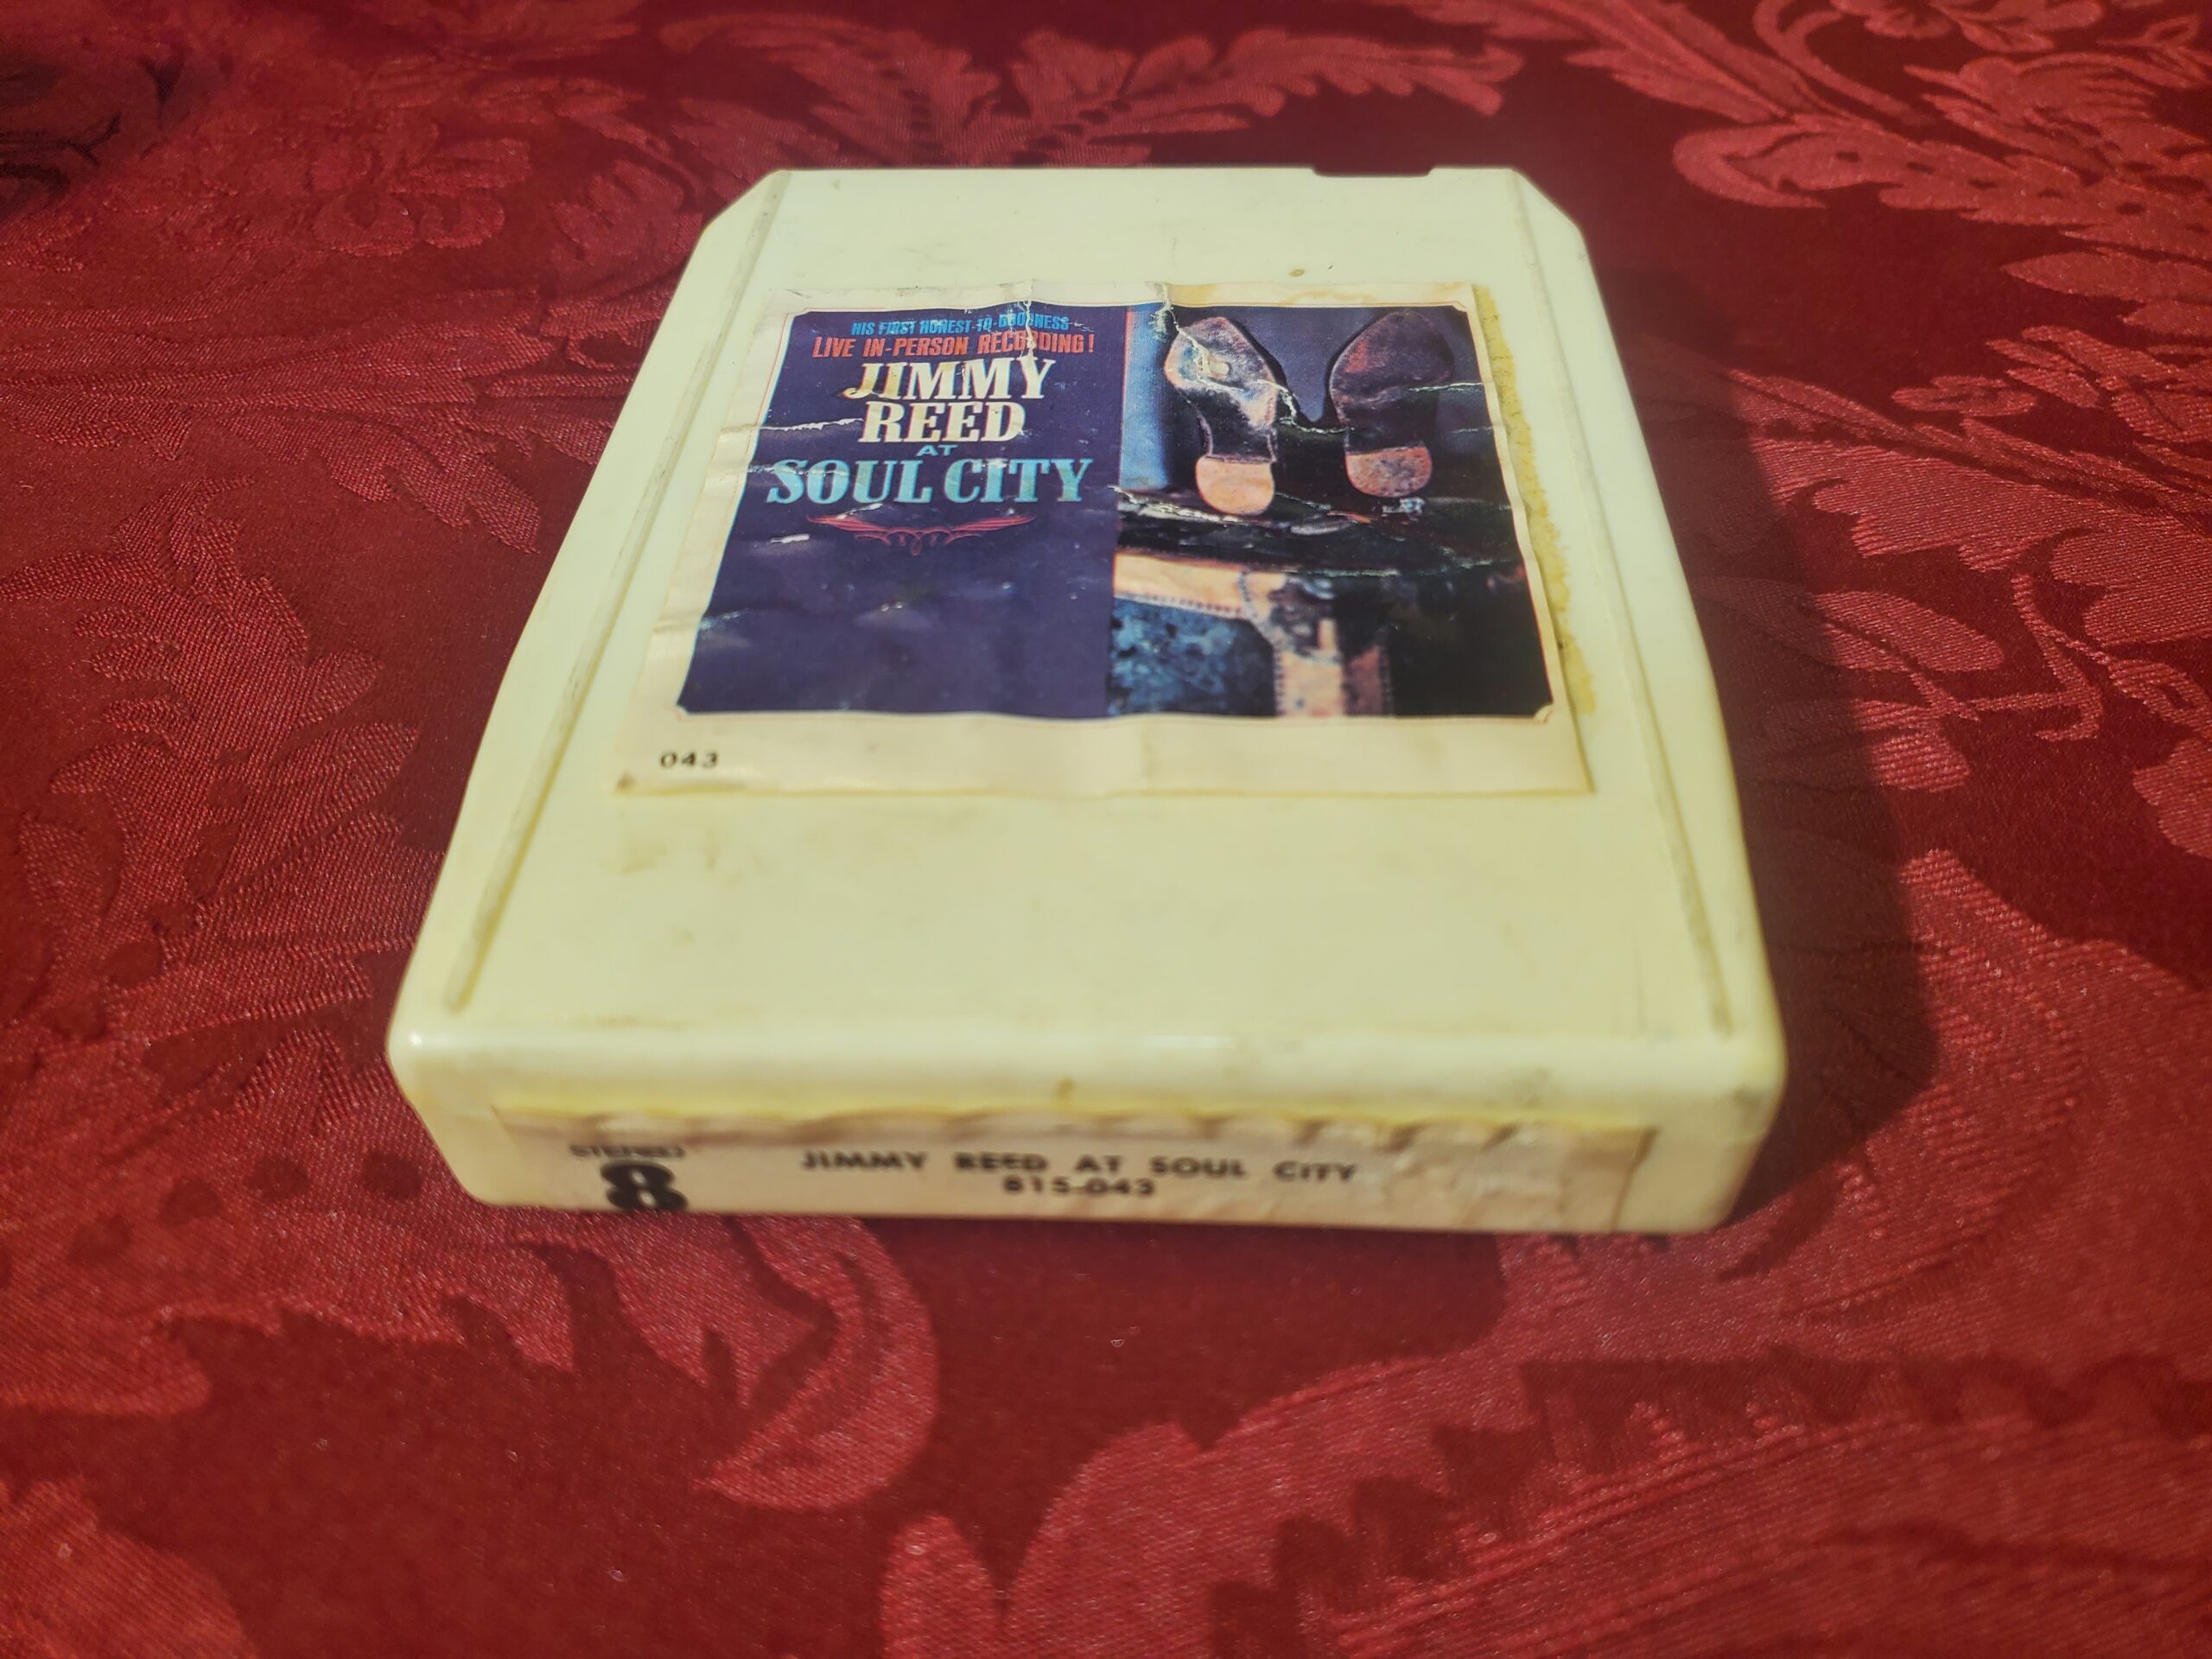 HIS FIRST HONEST-TO-GOODNESS
LIVE IN-PERSON RECORDING!
JIMMY
REED
AT
SOUL CITY
043
STEREO
8
JIMMY REED AT SOUL CITY
815-043